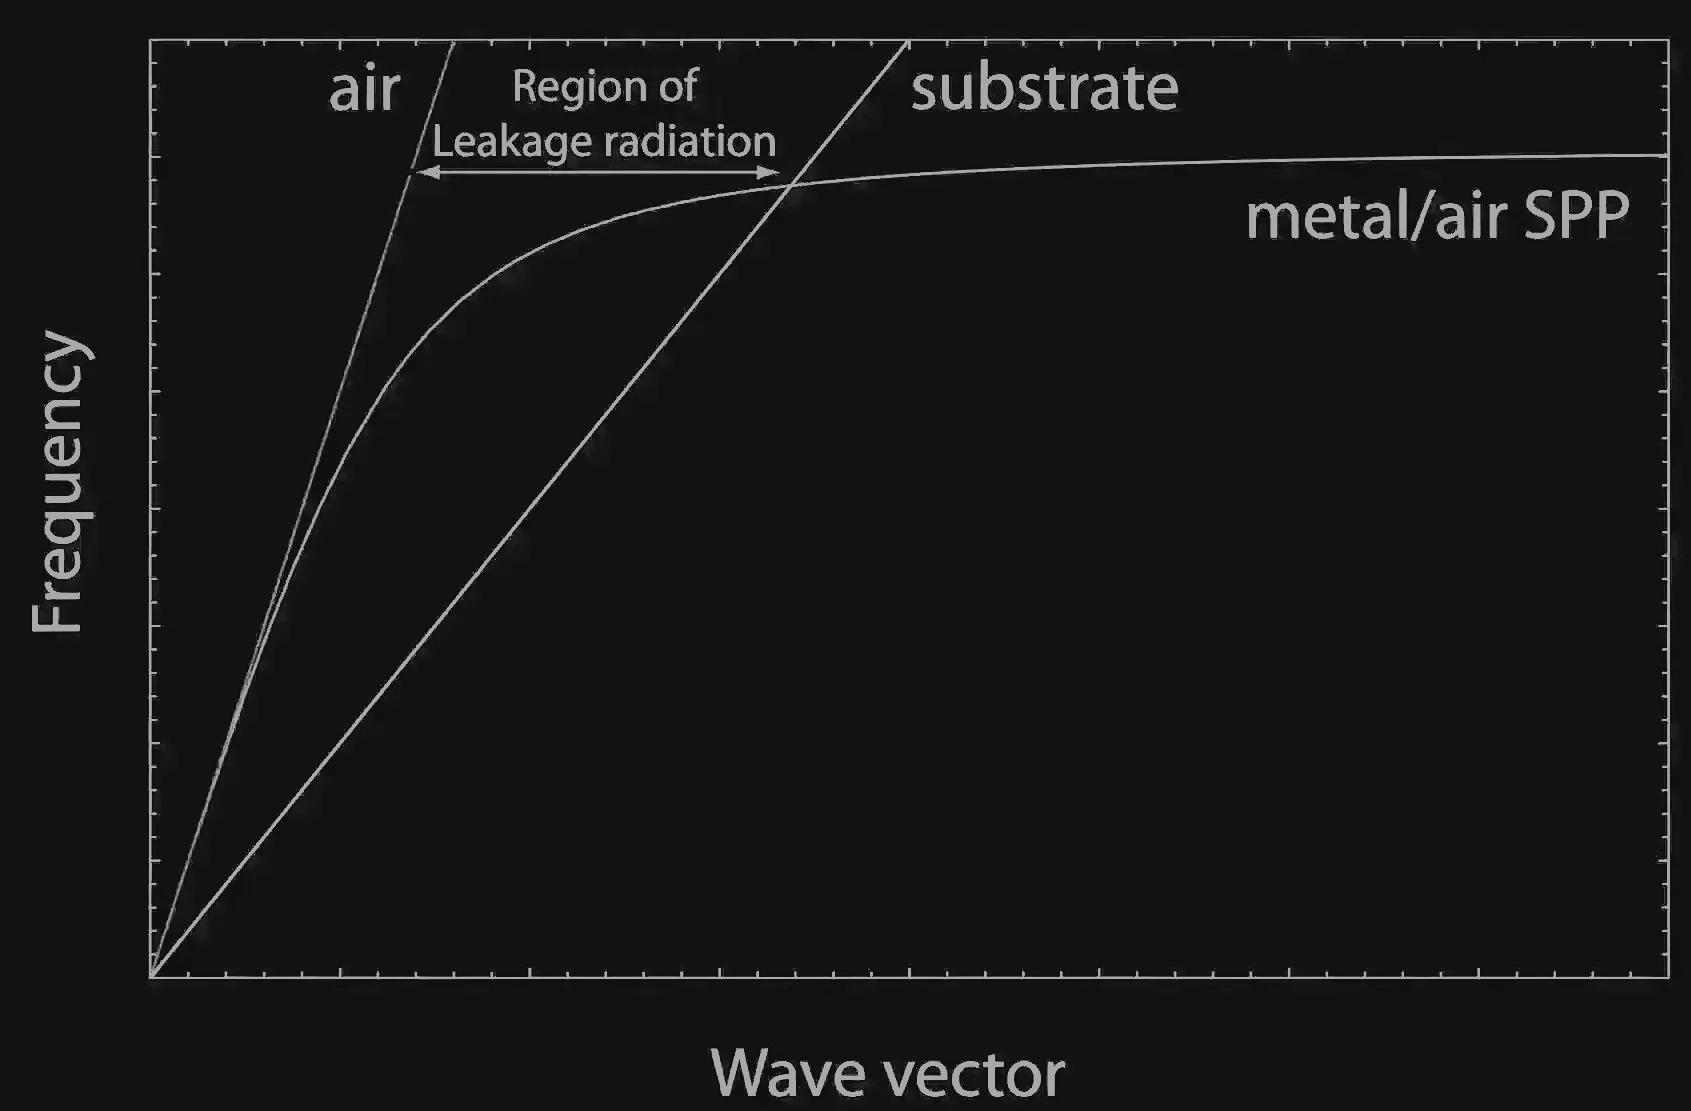 air
Region of
Leakage radiation
substrate
metal/air SPP
Frequency
Wave vector